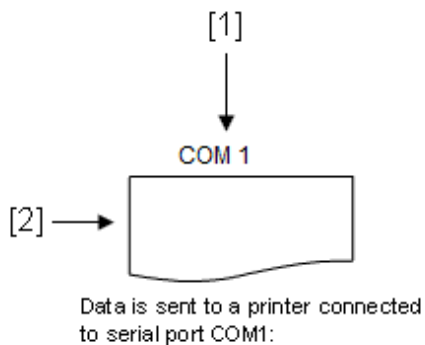 [1]
COM 1
[2]
Data is sent to a printer connected
to serial port COM1: